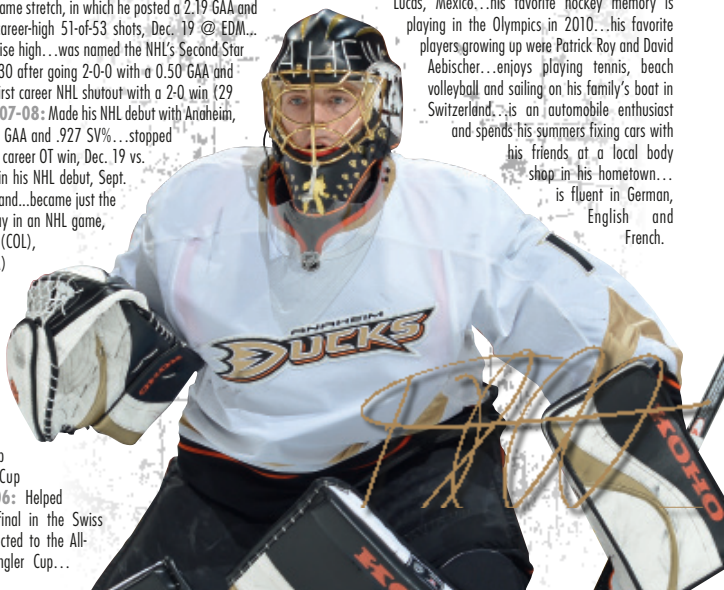 ame stretch, in which he posted a 2.19 GAA and
areer-high 51-of-53 shots, Dec. 19 @ EDM...
ise high…was named the NHL's Second Star
30 after going 2-0-0 with a 0.50 GAA and
irst career NHL shutout with a 2-0 win (29
07-08: Made his NHL debut with Anaheim,
GAA and .927 SV%…stopped
career OT win, Dec. 19 vs.
in his NHL debut, Sept.
and...became just the
ay in an NHL game,
(COL),
Cup
06: Helped
final in the Swiss
cted to the All-
ngler Cup…
Lucas, Mexico…his favorite hockey memory is
playing in the Olympics in 2010…his favorite
players growing up were Patrick Roy and David
Aebischer…enjoys playing tennis, beach
volleyball and sailing on his family's boat in
Switzerland…is an automobile enthusiast
and spends his summers fixing cars with
his friends at a local body
shop in his hometown…
is fluent in German,
English and
French.
1
ANAHEIM
DUCKS
KOHO
KOHO